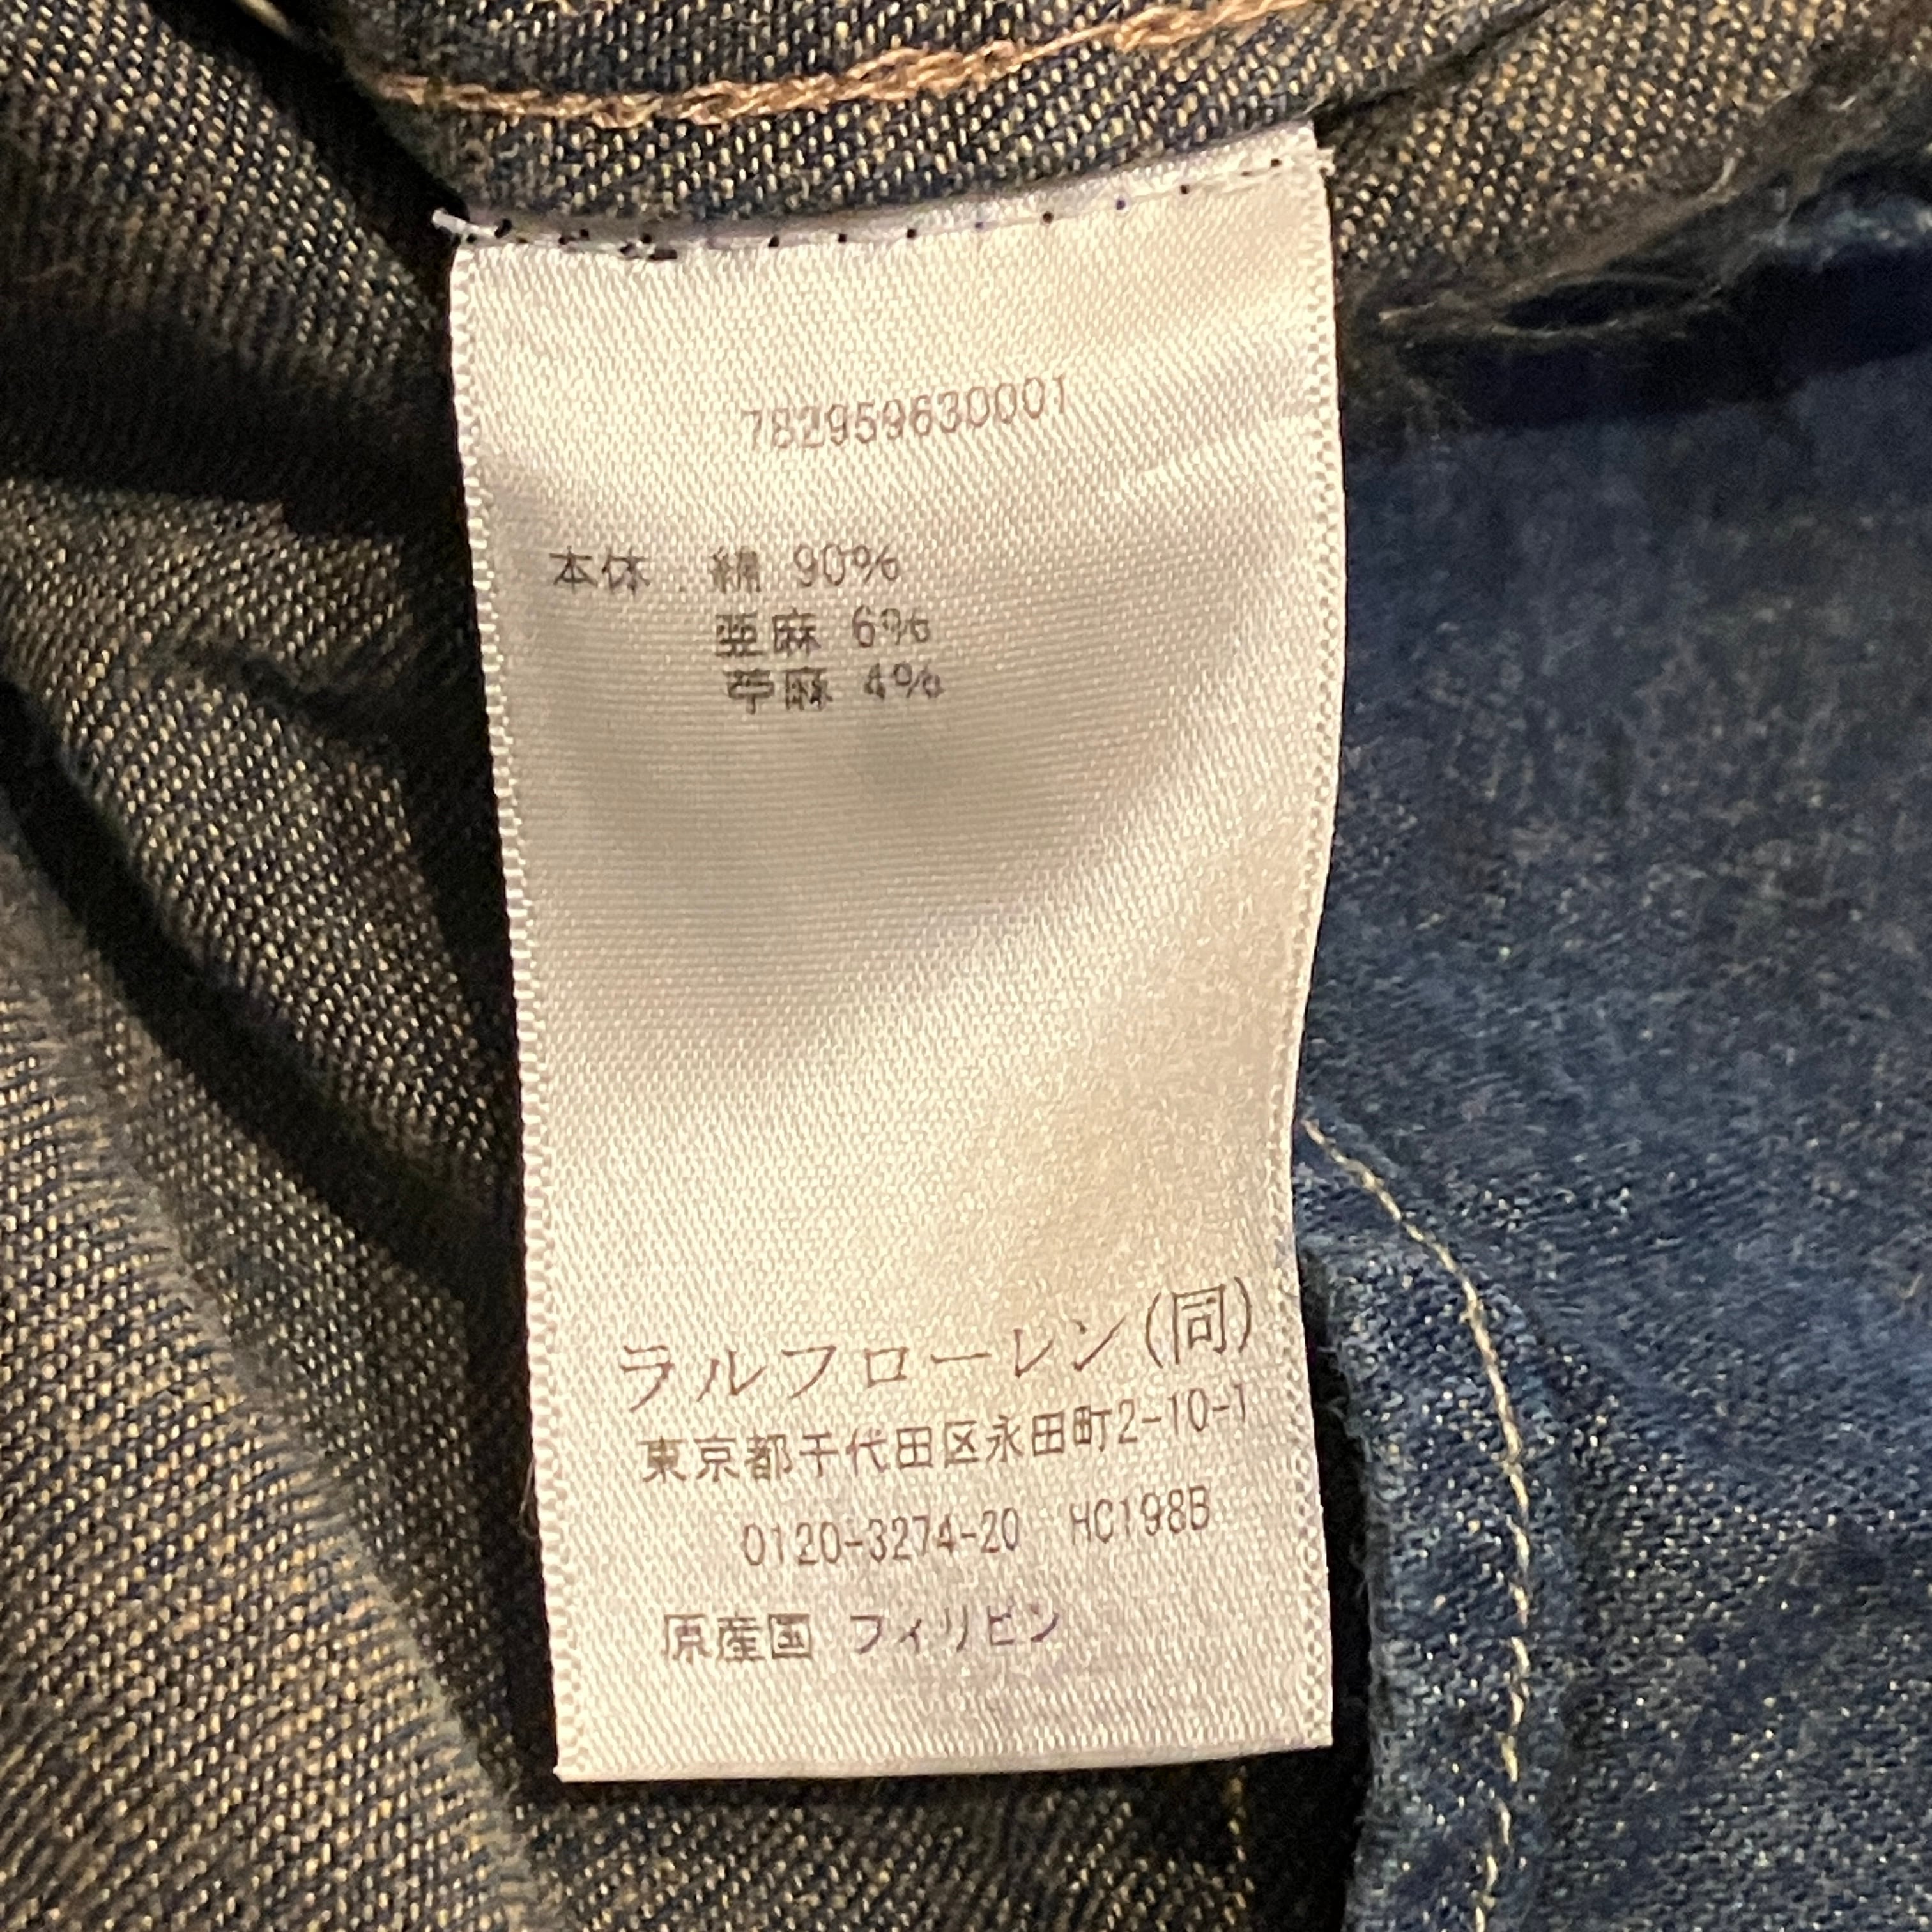 782959630001
本体 綿 90%
亜麻 6%
苧麻 4%
ラルフローレン(同)
東京都千代田区永田町2-10-1
0120-3274-20 HC198B
原産国 フィリピン